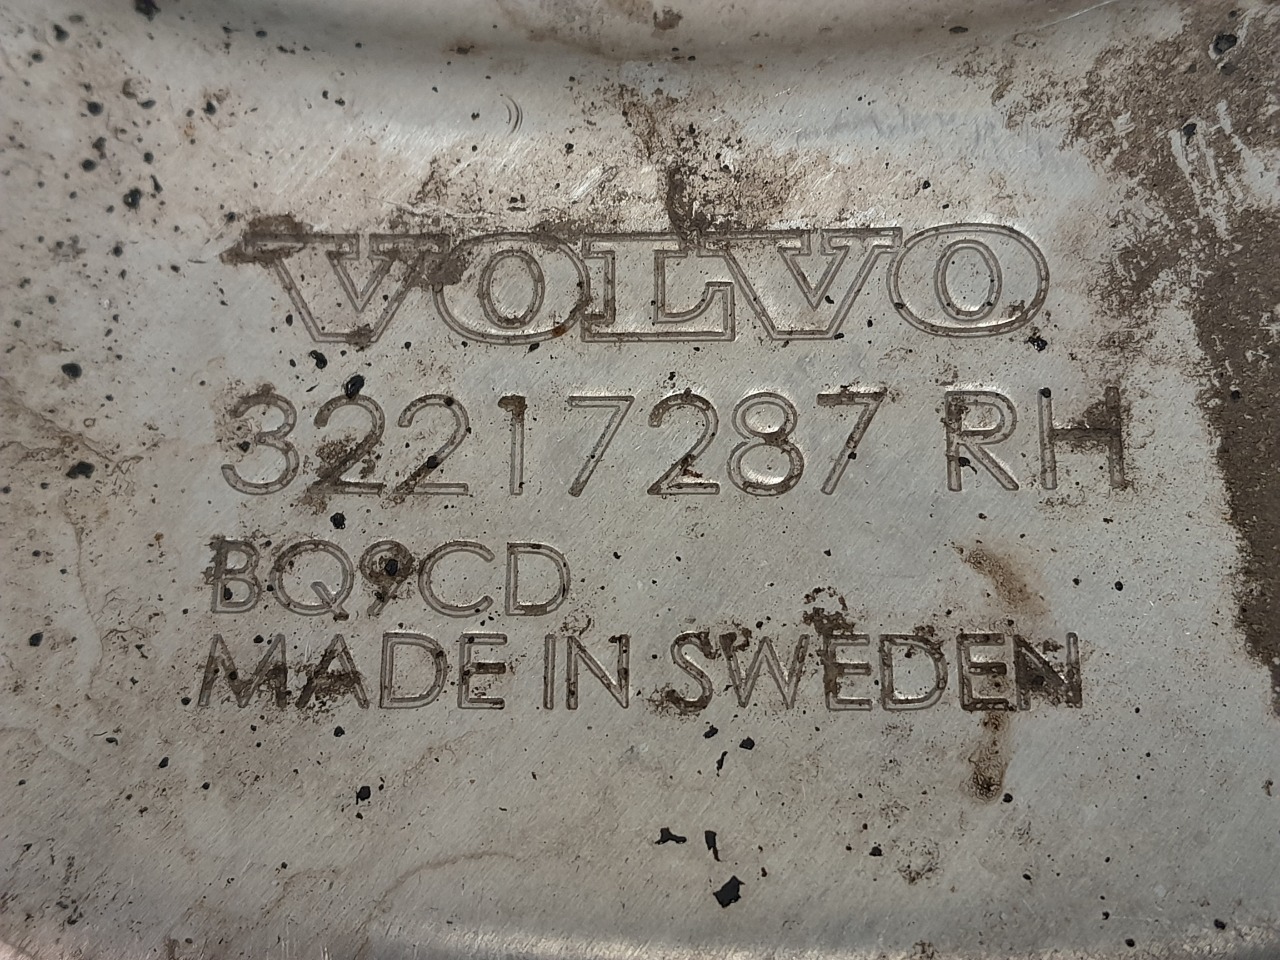 VOLVO
32217287 RH
BQ9CD
MADE IN SWEDEN